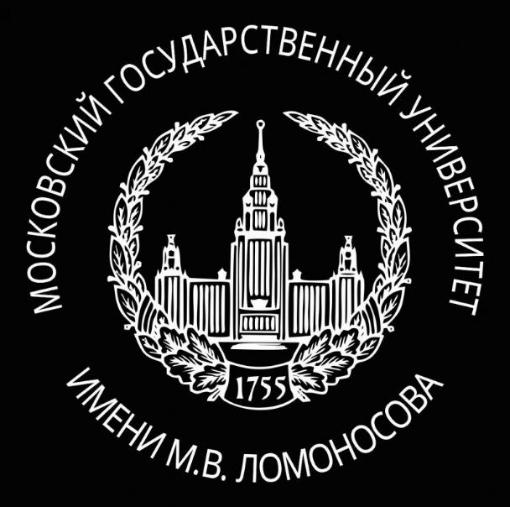 МОСКОВСКИЙ ГОСУДАРСТВЕННЫЙ УНИВЕРСИТЕТ
1755
ИМЕНИ М.В. ЛОМОНОСОВА